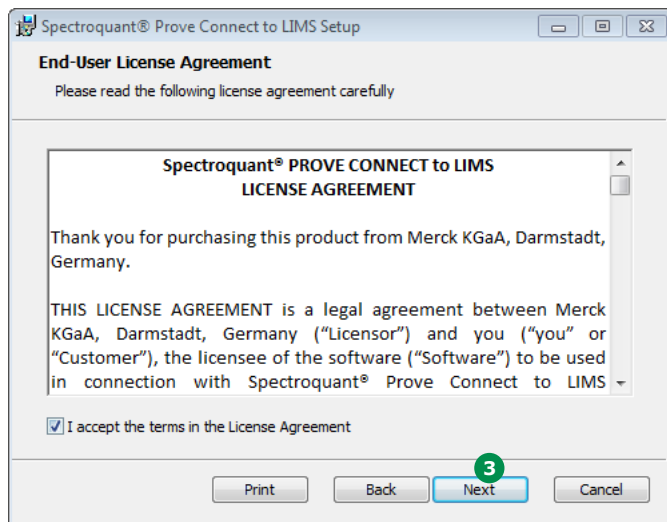 Spectroquant® Prove Connect to LIMS Setup
End-User License Agreement
Please read the following license agreement carefully
Spectroquant® PROVE CONNECT to LIMS
LICENSE AGREEMENT
Thank you for purchasing this product from Merck KGaA, Darmstadt,
Germany.
THIS LICENSE AGREEMENT is a legal agreement between Merck
KGaA, Darmstadt, Germany (“Licensor”) and you (“you” or
“Customer”), the licensee of the software (“Software”) to be used
in connection with Spectroquant® Prove Connect to LIMS
I accept the terms in the License Agreement
3
Print Back Next Cancel